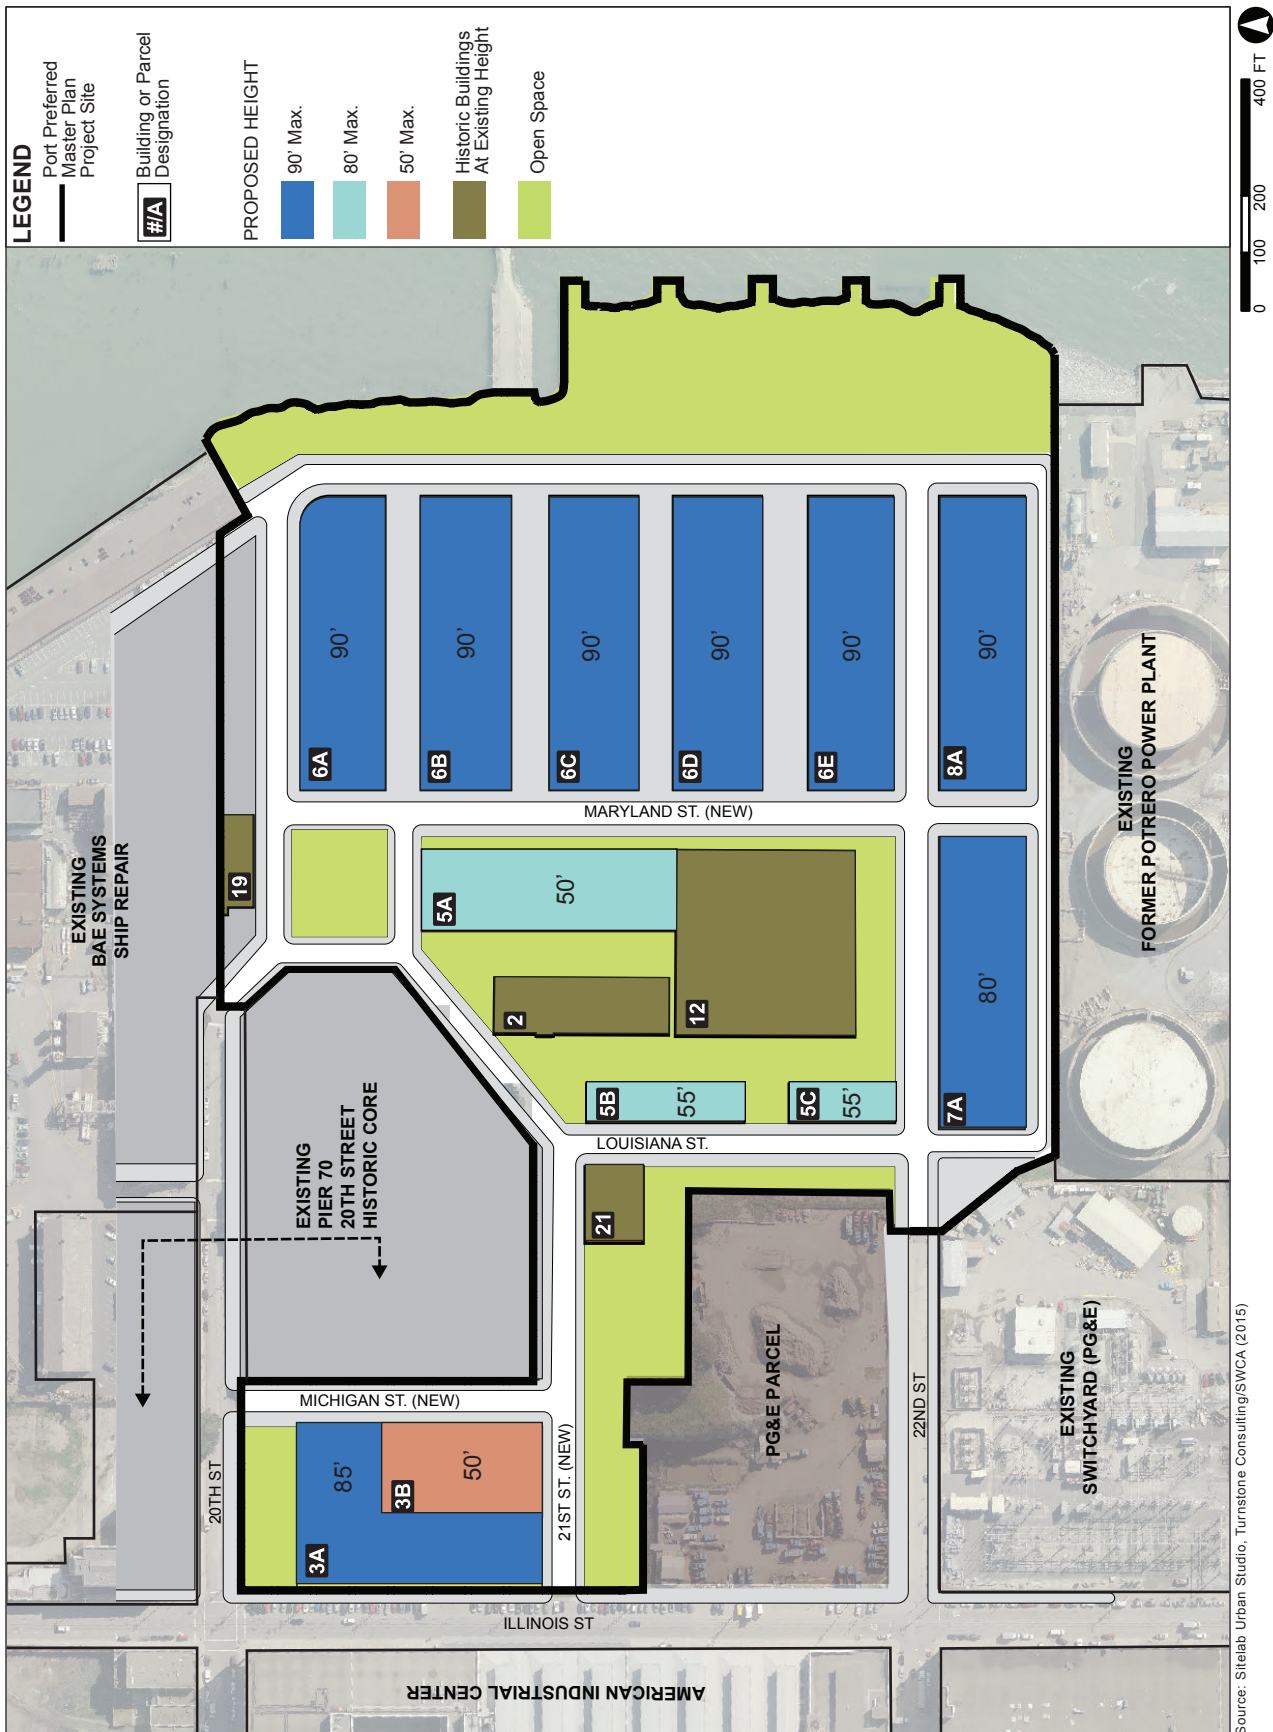 LEGEND
Port Preferred
Master Plan
Project Site
#/A
Building or Parcel
Designation
PROPOSED HEIGHT
90' Max.
80' Max.
50' Max.
Historic Buildings
At Existing Height
Open Space
EXISTING
BAE SYSTEMS
SHIP REPAIR
19
20TH ST
EXISTING
PIER 70
20TH STREET
HISTORIC CORE
MICHIGAN ST. (NEW)
3A
85'
3B
50'
21ST ST. (NEW)
ILLINOIS ST
AMERICAN INDUSTRIAL CENTER
6A
90'
6B
90'
6C
90'
6D
90'
6E
90'
8A
90'
MARYLAND ST. (NEW)
5A
50'
2
12
5B
55'
5C
55'
LOUISIANA ST.
21
7A
80'
PG&E PARCEL
22ND ST
EXISTING
SWITCHYARD (PG&E)
EXISTING
FORMER POTRERO POWER PLANT
0
100
200
400 FT
Source: Sitelab Urban Studio, Turnstone Consulting/SWCA (2015)